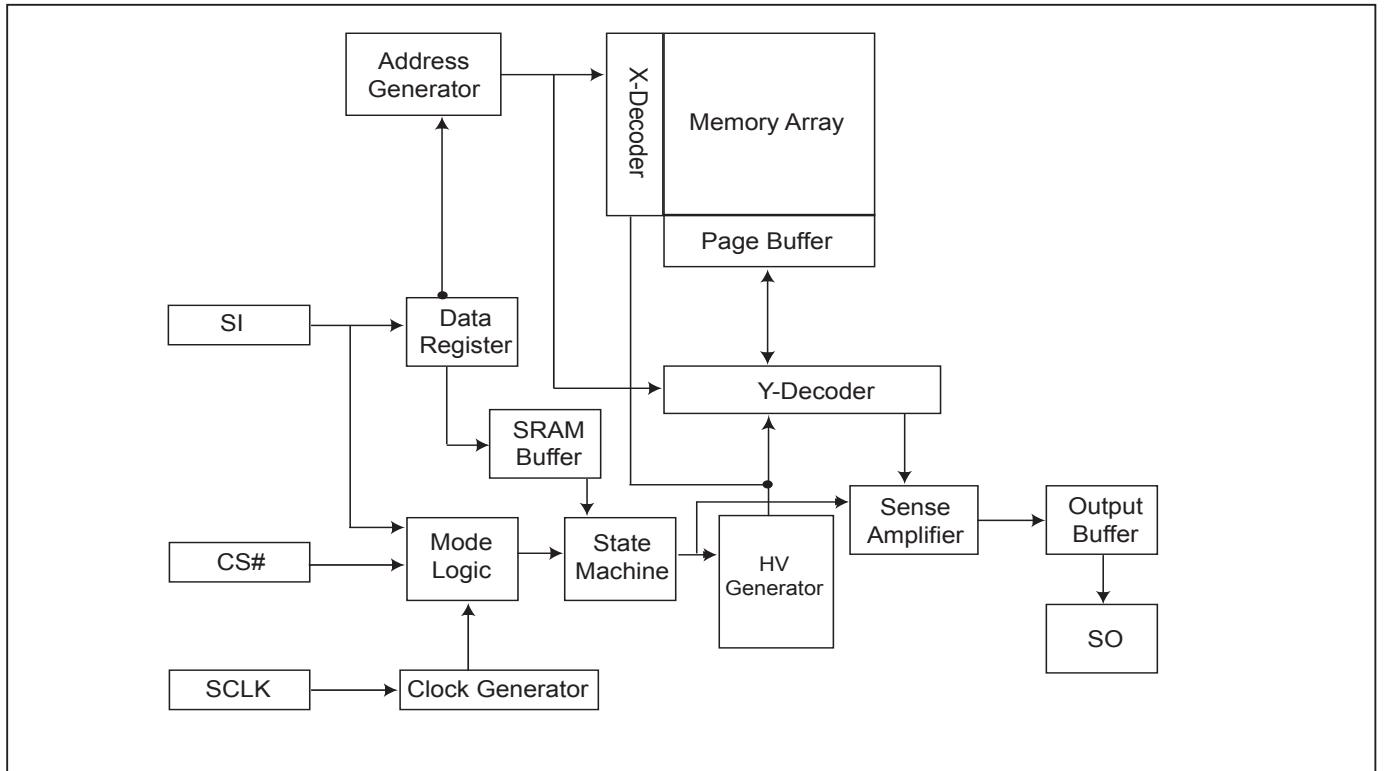 Address
Generator
X-Decoder
Memory Array
Page Buffer
SI
Data
Register
Y-Decoder
SRAM
Buffer
Sense
Amplifier
Output
Buffer
CS#
Mode
Logic
State
Machine
HV
Generator
SO
SCLK
Clock Generator